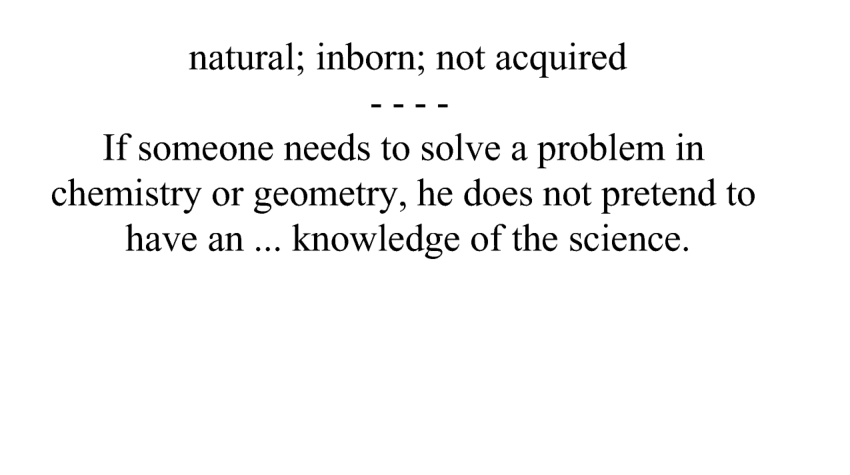 natural; inborn; not acquired
- - - -
If someone needs to solve a problem in
chemistry or geometry, he does not pretend to
have an ... knowledge of the science.